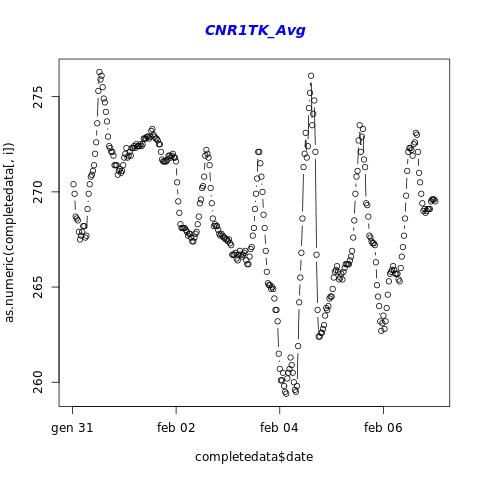 CNR1TK_Avg
as.numeric(completedata[, i])
275
270
265
260
gen 31
feb 02
feb 04
feb 06
completedata$date